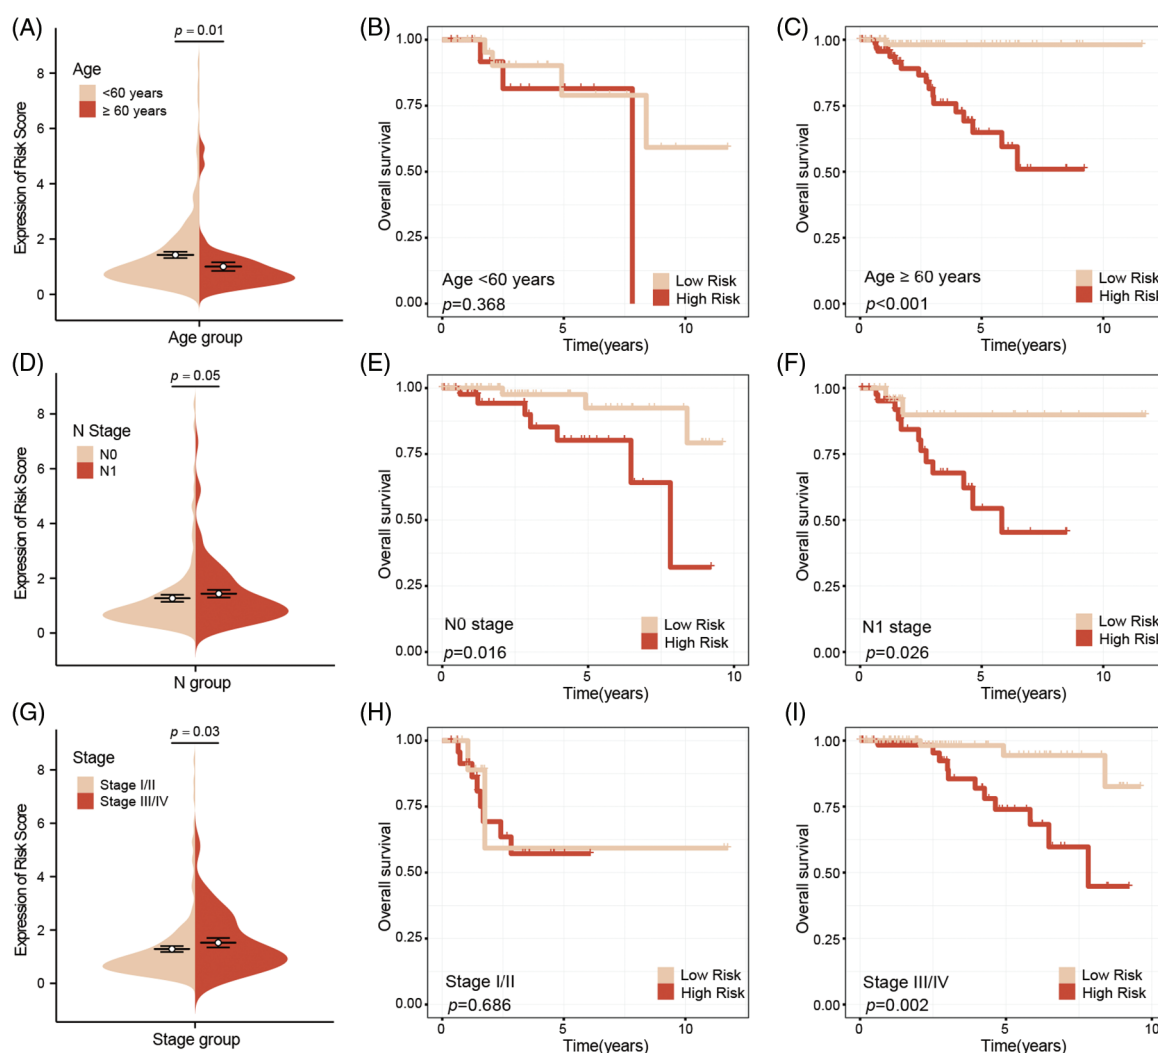 (A)
p = 0.01
Expression of Risk Score
8
6
4
2
0
Age
<60 years
≥ 60 years
Age group
(B)
Overall survival
1.00
0.75
0.50
0.25
0.00
Age <60 years
p=0.368
Low Risk
High Risk
0 5 10
Time(years)
(C)
Overall survival
1.00
0.75
0.50
0.25
0.00
Age ≥ 60 years
p<0.001
Low Risk
High Risk
0 5 10
Time(years)
(D)
p = 0.05
Expression of Risk Score
8
6
4
2
0
N Stage
N0
N1
N group
(E)
Overall survival
1.00
0.75
0.50
0.25
0.00
N0 stage
p=0.016
Low Risk
High Risk
0 5 10
Time(years)
(F)
Overall survival
1.00
0.75
0.50
0.25
0.00
N1 stage
p=0.026
Low Risk
High Risk
0 5 10
Time(years)
(G)
p = 0.03
Expression of Risk Score
8
6
4
2
0
Stage
Stage I/II
Stage III/IV
Stage group
(H)
Overall survival
1.00
0.75
0.50
0.25
0.00
Stage I/II
p=0.686
Low Risk
High Risk
0 5 10
Time(years)
(I)
Overall survival
1.00
0.75
0.50
0.25
0.00
Stage III/IV
p=0.002
Low Risk
High Risk
0 5 10
Time(years)